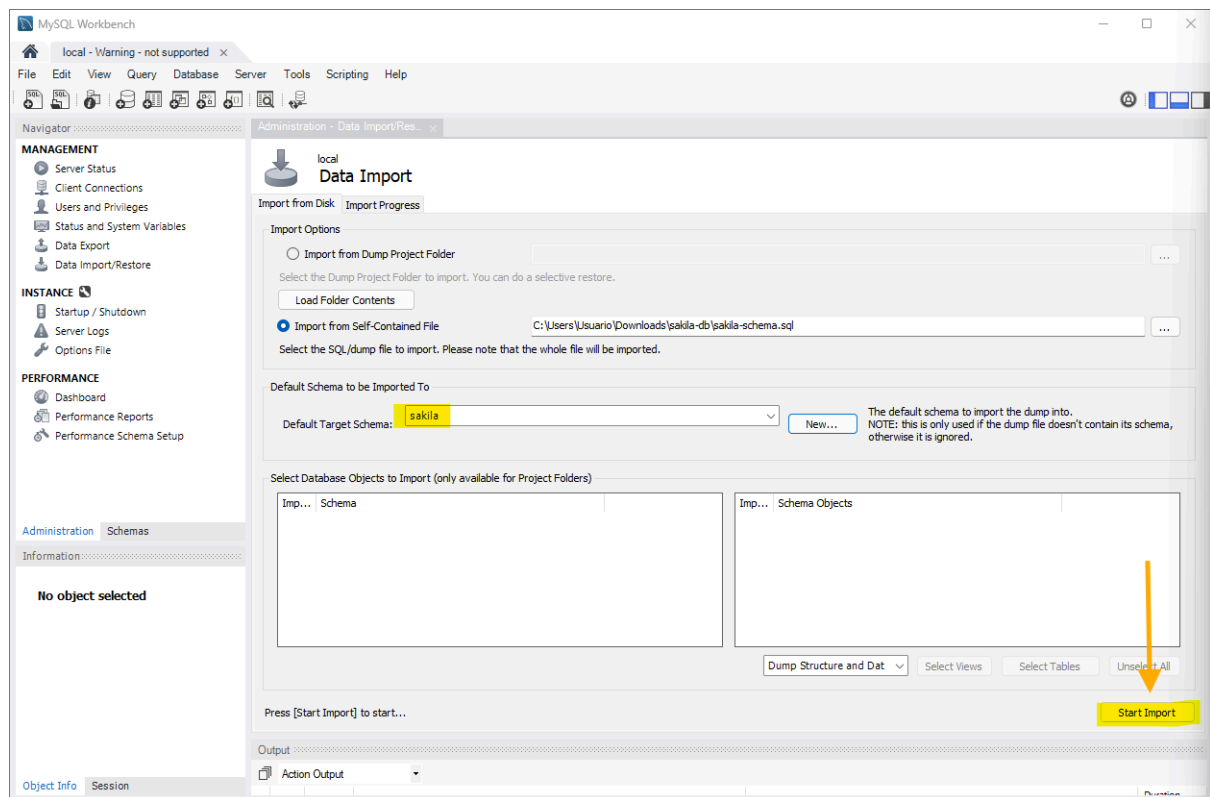 MySQL Workbench
local - Warning - not supported
File Edit View Query Database Server Tools Scripting Help
SQL SQL
Navigator
MANAGEMENT
Server Status
Client Connections
Users and Privileges
Status and System Variables
Data Export
Data Import/Restore
INSTANCE
Startup / Shutdown
Server Logs
Options File
PERFORMANCE
Dashboard
Performance Reports
Performance Schema Setup
Administration Schemas
Information
No object selected
Object Info Session
Administration - Data Import/Res...
local
Data Import
Import from Disk Import Progress
Import Options
Import from Dump Project Folder
...
Select the Dump Project Folder to import. You can do a selective restore.
Load Folder Contents
Import from Self-Contained File C:\Users\Usuario\Downloads\sakila-db\sakila-schema.sql ...
Select the SQL/dump file to import. Please note that the whole file will be imported.
Default Schema to be Imported To
Default Target Schema: sakila New...
The default schema to import the dump into.
NOTE: this is only used if the dump file doesn't contain its schema,
otherwise it is ignored.
Select Database Objects to Import (only available for Project Folders)
Imp... Schema
Imp... Schema Objects
Dump Structure and Dat Select Views Select Tables Unselect All
Press [Start Import] to start... Start Import
Output
Action Output
Duration